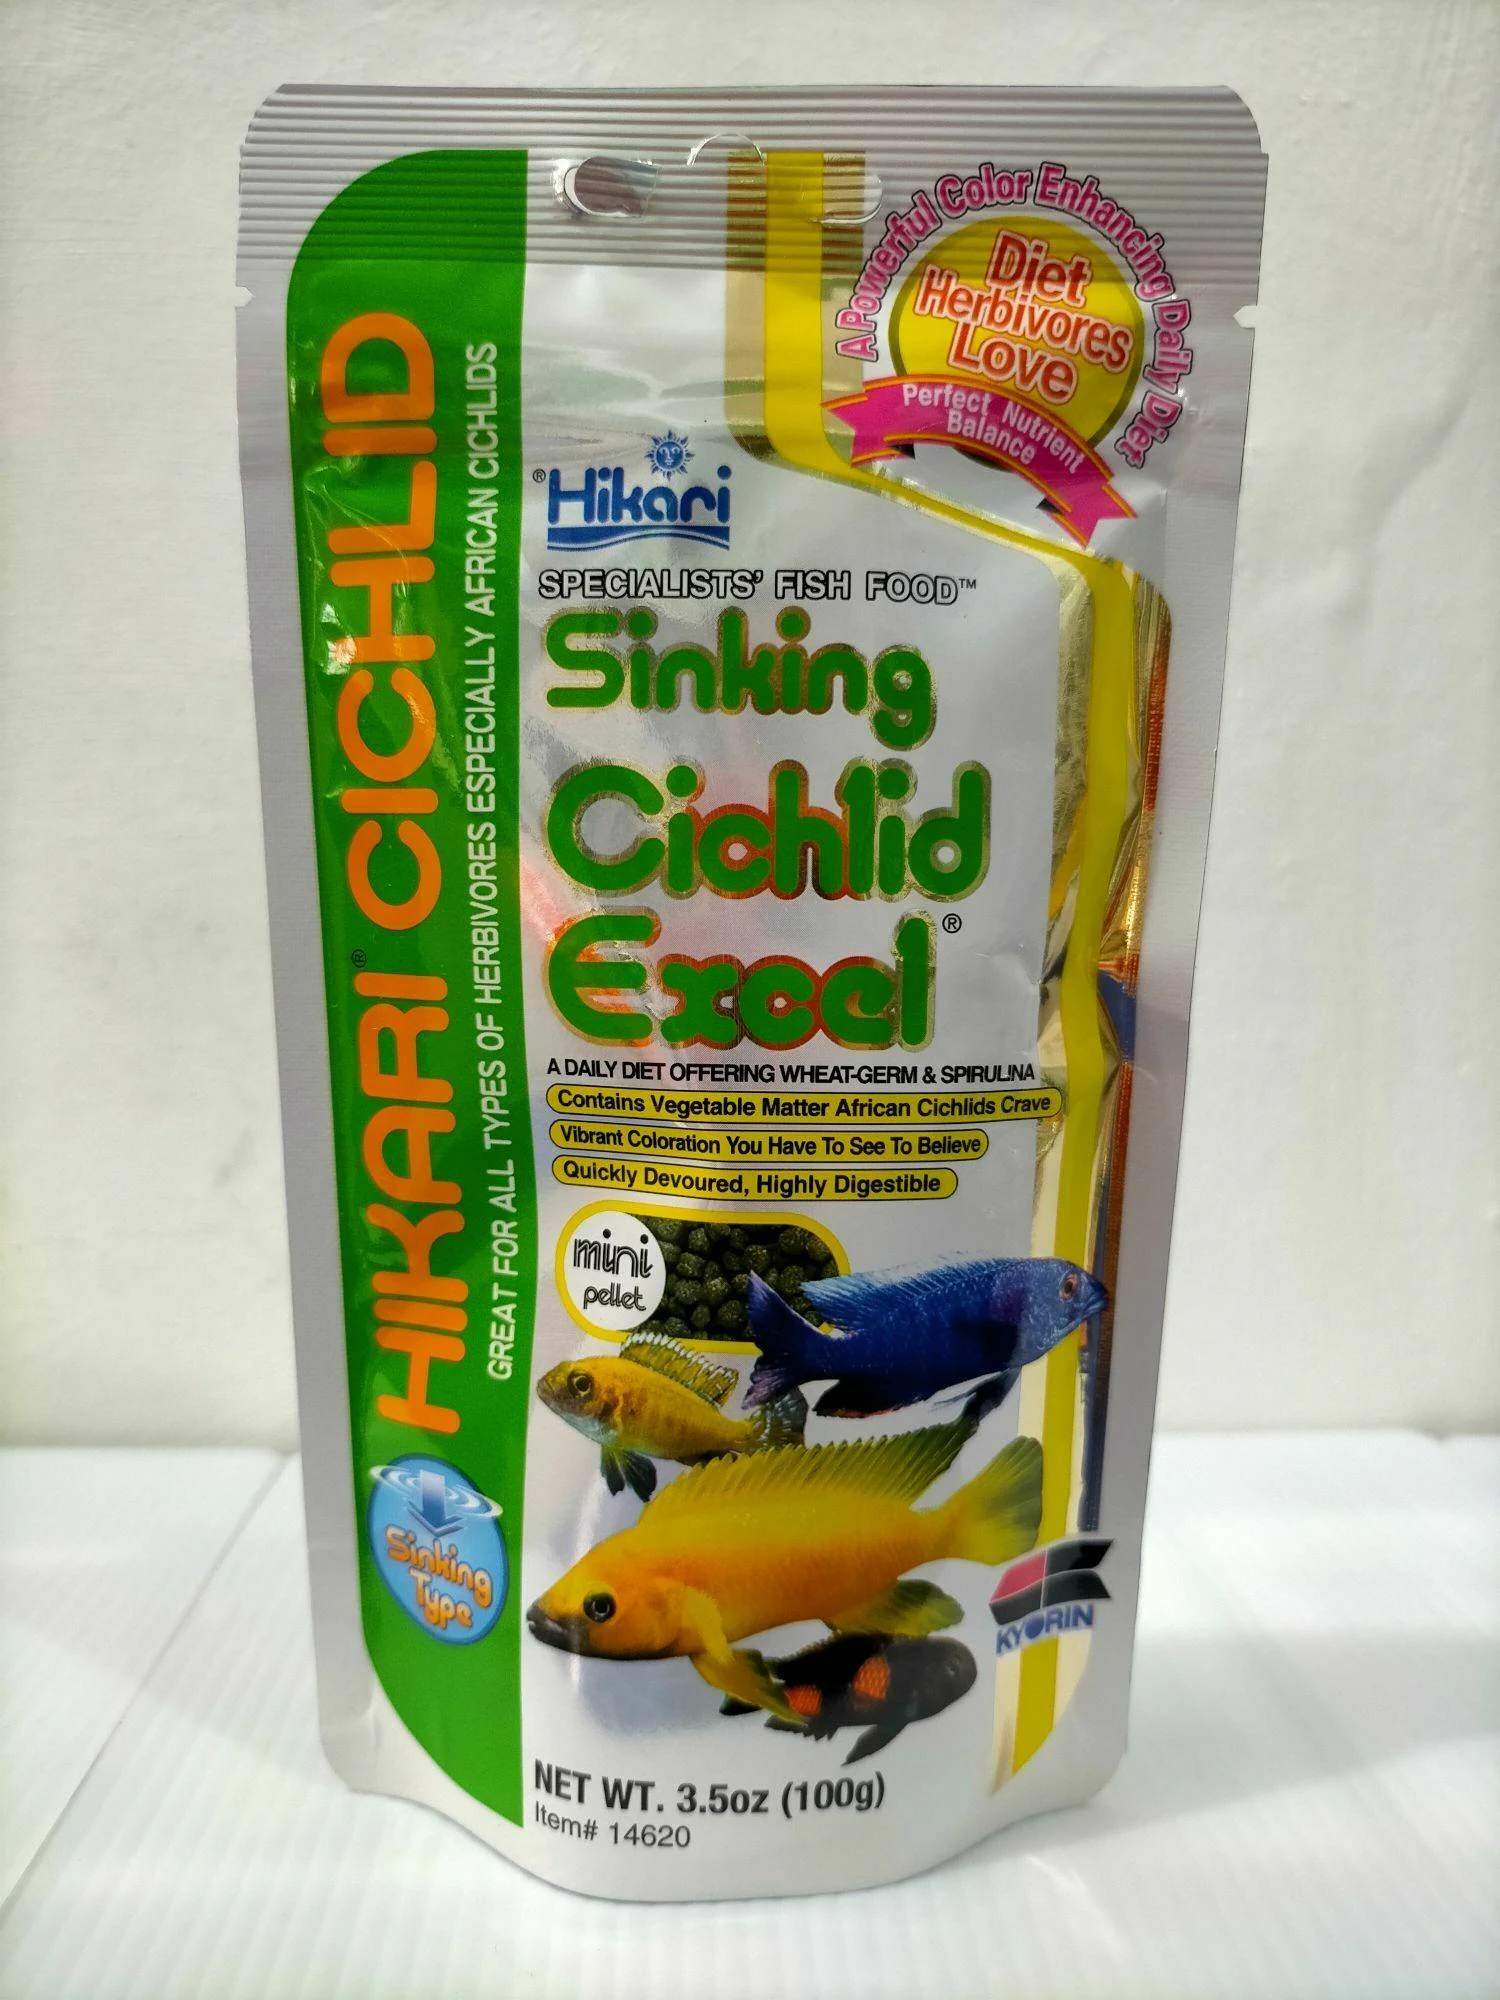 A Powerful Color Enhancing Daily Diet
Diet
Herbivores
Love
Perfect Nutrient
Balance
HIKARI® CICHLID
GREAT FOR ALL TYPES OF HERBIVORES ESPECIALLY AFRICAN CICHLIDS
®Hikari
SPECIALISTS' FISH FOOD™
Sinking
Cichlid
Excel®
A DAILY DIET OFFERING WHEAT-GERM & SPIRULINA
Contains Vegetable Matter African Cichlids Crave
Vibrant Coloration You Have To See To Believe
Quickly Devoured, Highly Digestible
mini
pellet
Sinking
Type
KYORIN
NET WT. 3.5oz (100g)
Item# 14620